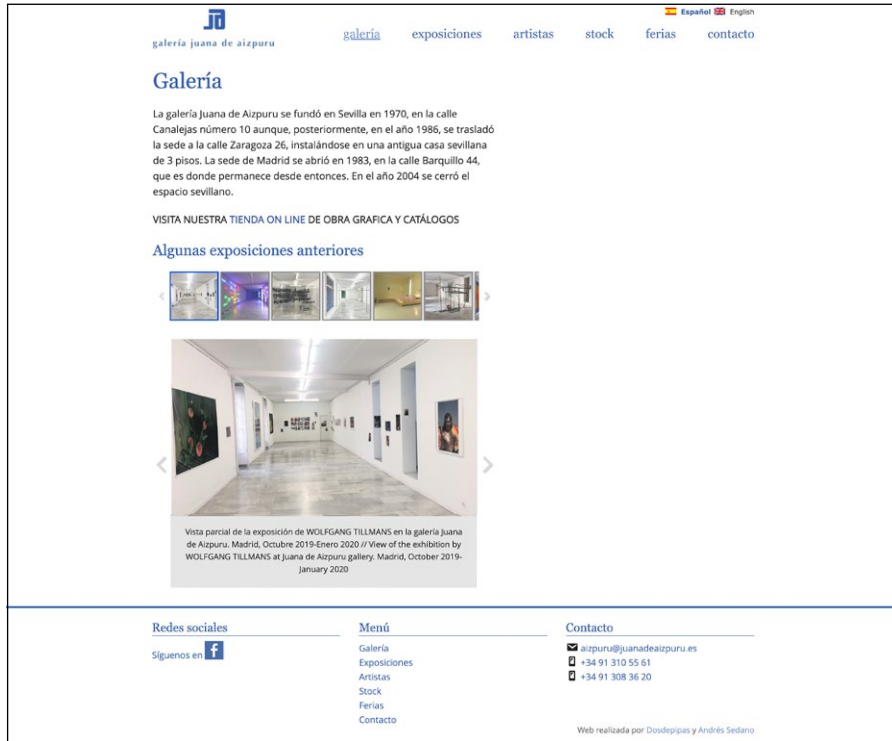 Español English
galería juana de aizpuru
galería exposiciones artistas stock ferias contacto
Galería
La galería Juana de Aizpuru se fundó en Sevilla en 1970, en la calle
Canalejas número 10 aunque, posteriormente, en el año 1986, se trasladó
la sede a la calle Zaragoza 26, instalándose en una antigua casa sevillana
de 3 pisos. La sede de Madrid se abrió en 1983, en la calle Barquillo 44,
que es donde permanece desde entonces. En el año 2004 se cerró el
espacio sevillano.
VISITA NUESTRA TIENDA ON LINE DE OBRA GRAFICA Y CATÁLOGOS
Algunas exposiciones anteriores
Vista parcial de la exposición de WOLFGANG TILLMANS en la galería Juana
de Aizpuru. Madrid, Octubre 2019-Enero 2020 // View of the exhibition by
WOLFGANG TILLMANS at Juana de Aizpuru gallery. Madrid, October 2019-
January 2020
Redes sociales
Síguenos en f
Menú
Galería
Exposiciones
Artistas
Stock
Ferias
Contacto
Contacto
aizpuru@juanadeaizpuru.es
+34 91 310 55 61
+34 91 308 36 20
Web realizada por Dosdepipas y Andrés Sedano